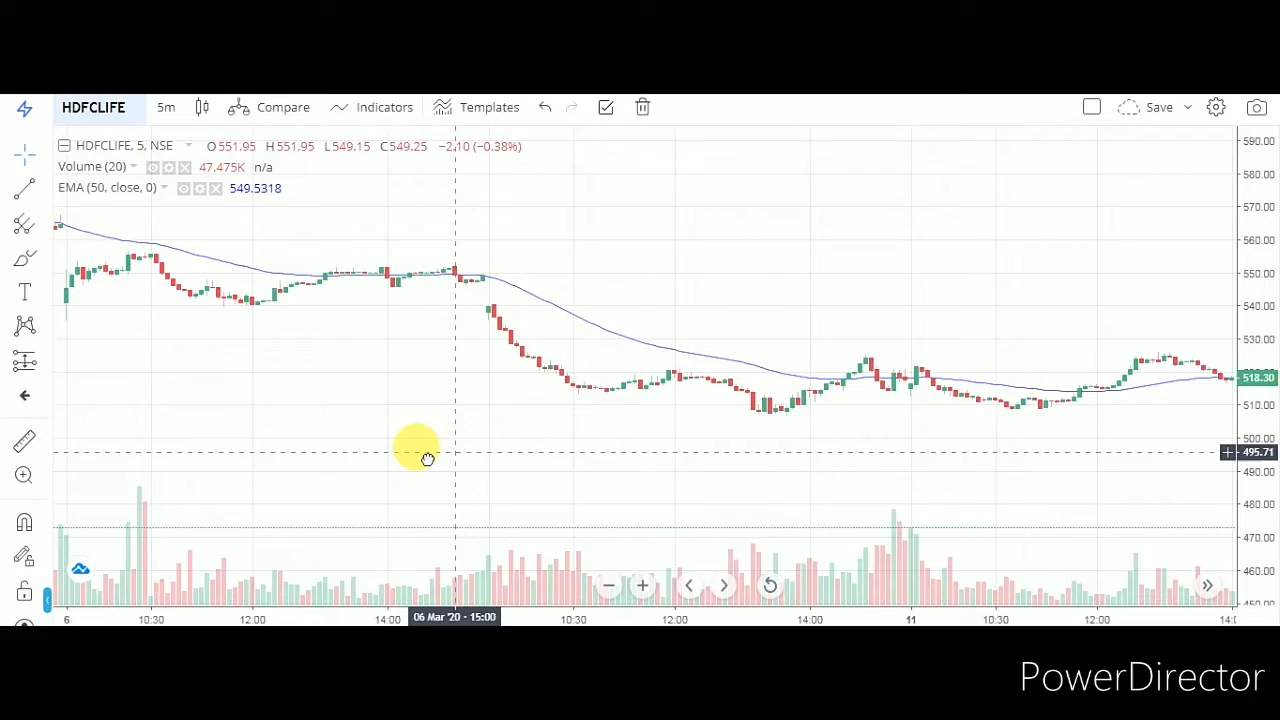 HDFCLIFE 5m Compare Indicators Templates Save
HDFCLIFE, 5, NSE O551.95 H551.95 L549.15 C549.25 −2.10 (−0.38%)
Volume (20) 47.475K n/a
EMA (50, close, 0) 549.5318
590.00
580.00
570.00
560.00
550.00
540.00
530.00
518.30
510.00
500.00
495.71
490.00
480.00
470.00
460.00
6 10:30 12:00 14:00 06 Mar '20 - 15:00 10:30 12:00 14:00 11 10:30 12:00
PowerDirector